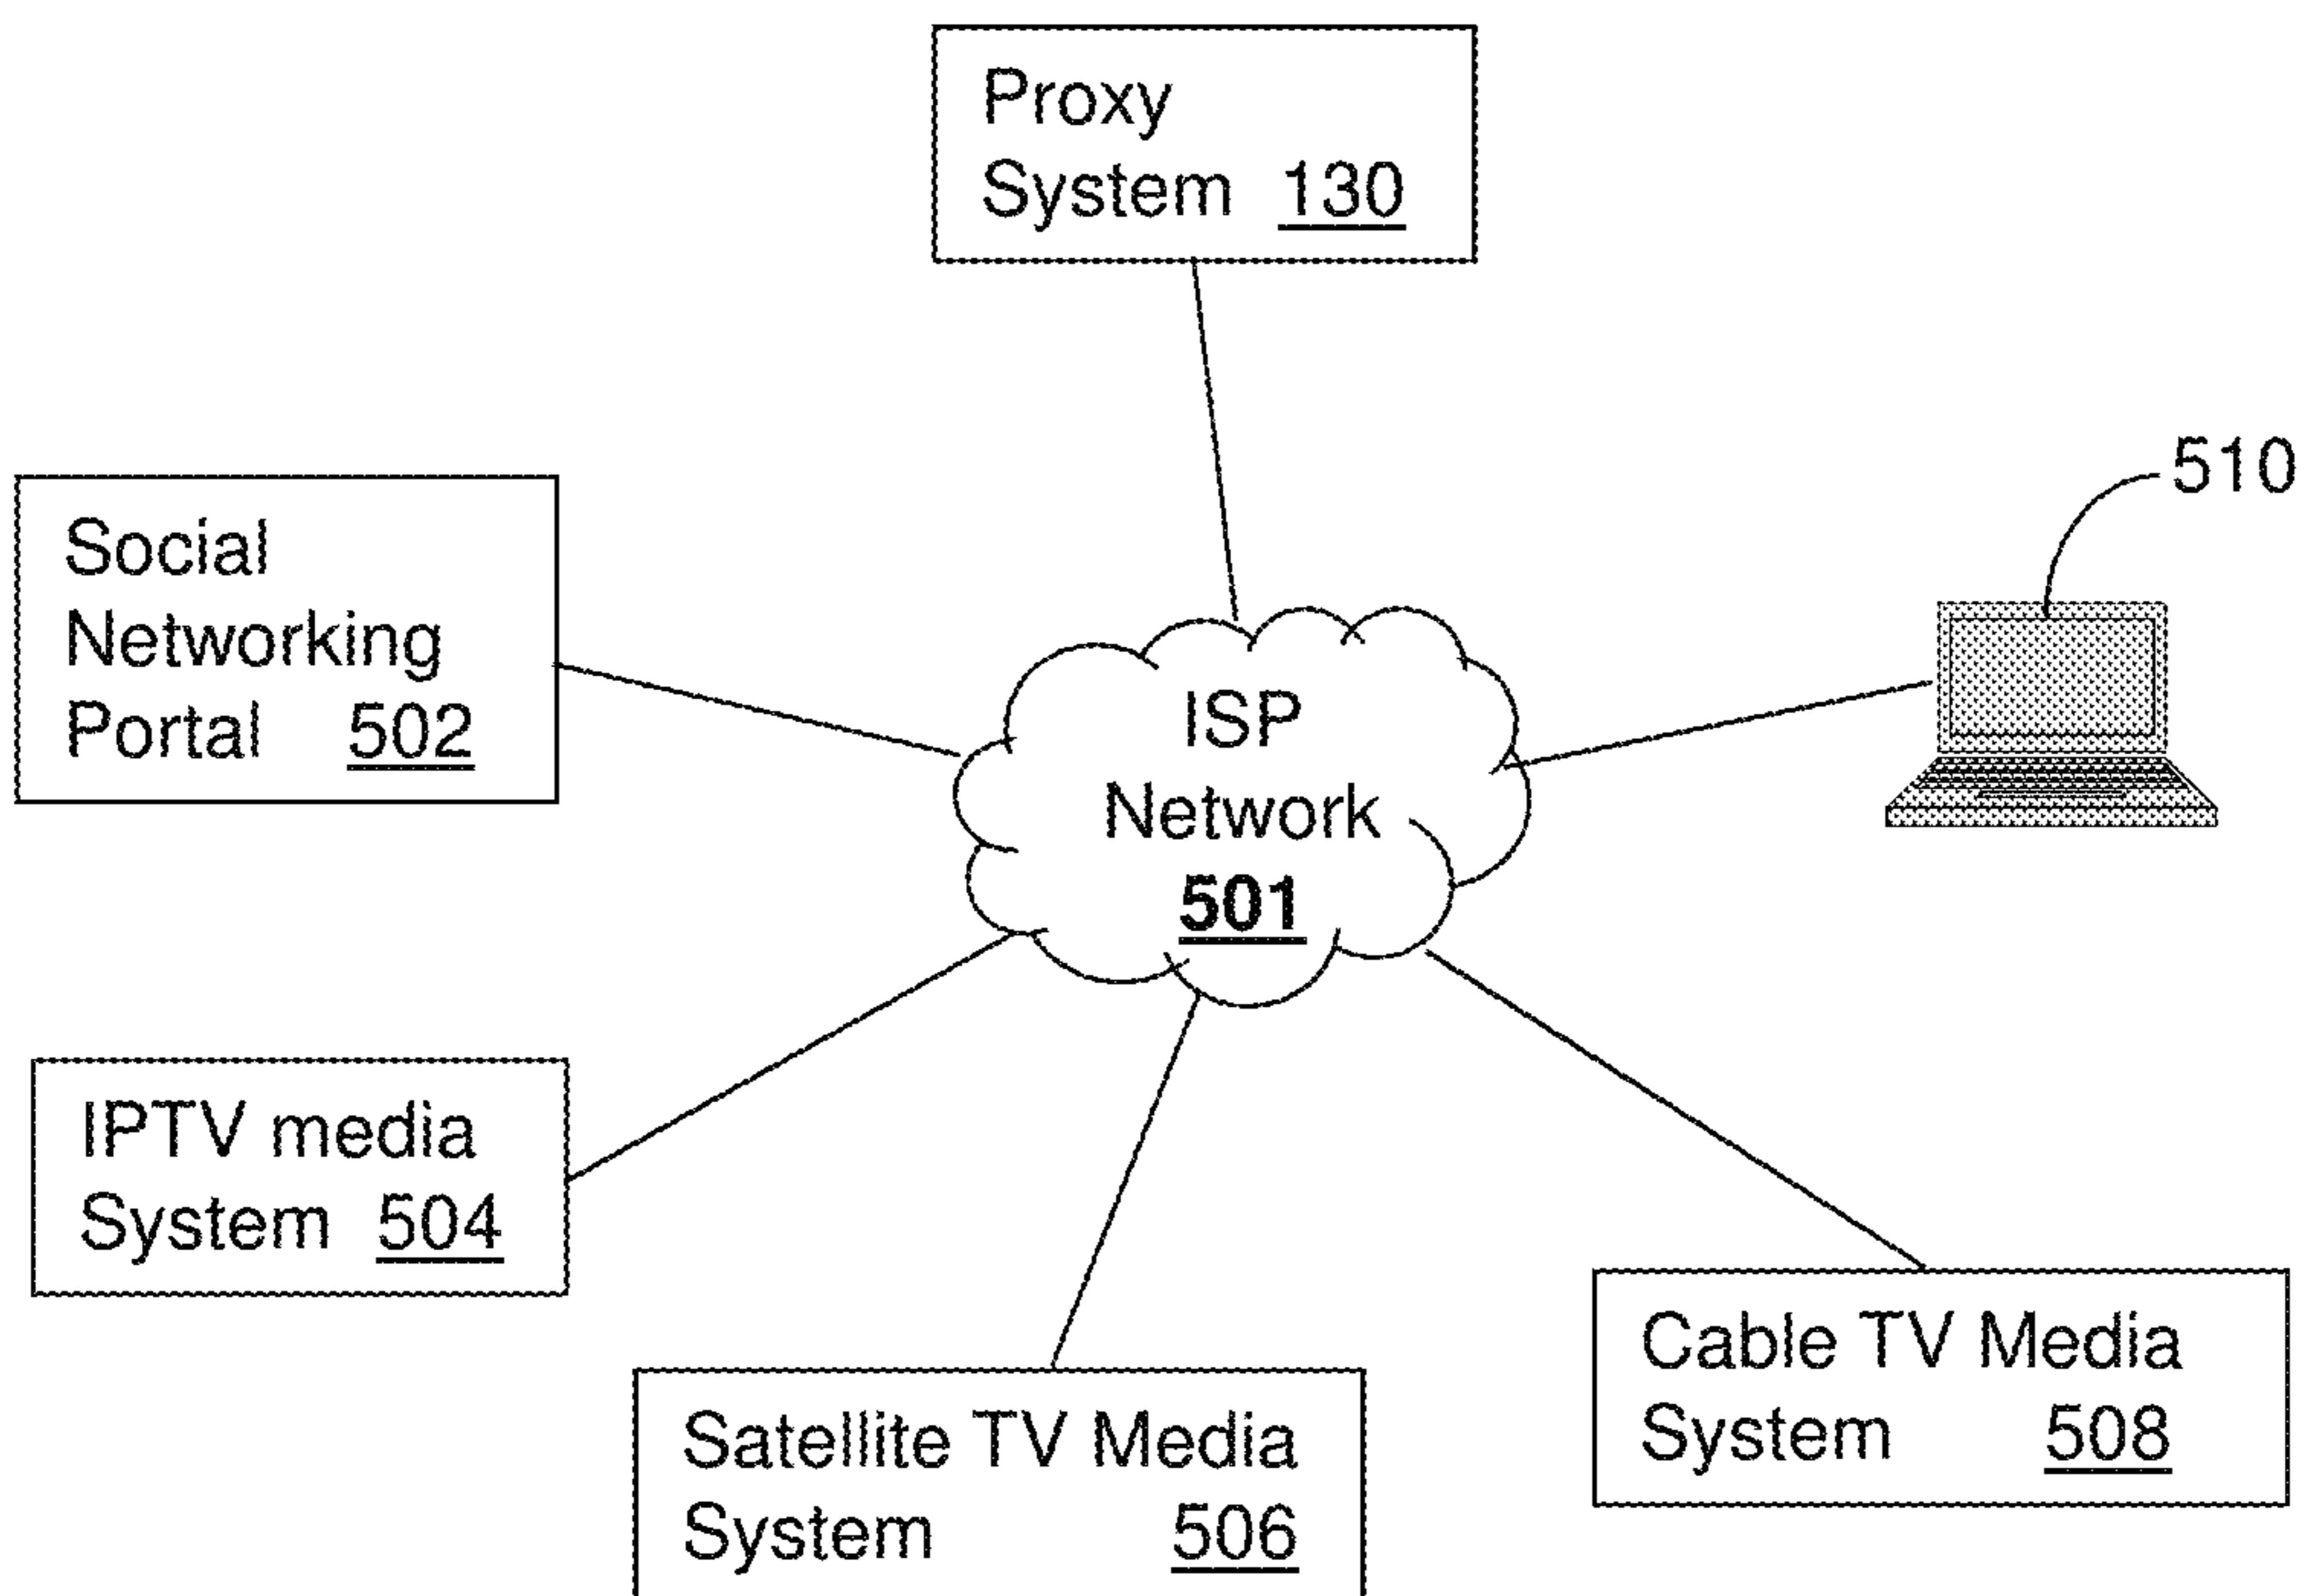 Proxy
System 130
510
Social
Networking
Portal 502
ISP
Network
501
IPTV media
System 504
Cable TV Media
System 508
Satellite TV Media
System 506